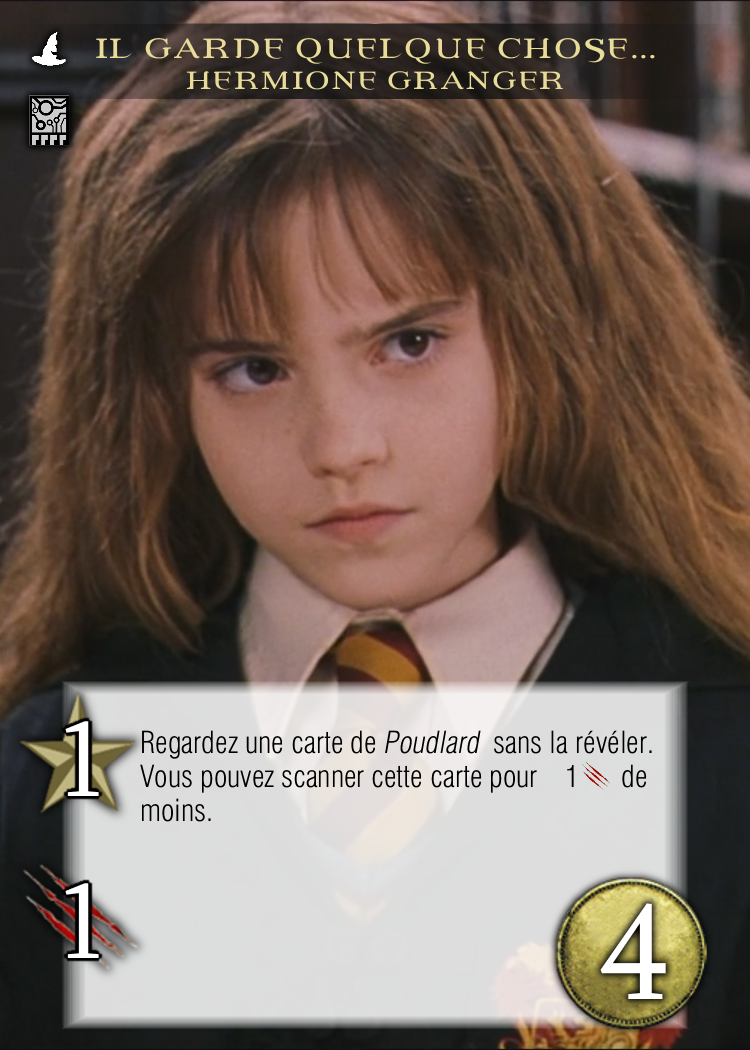 IL GARDE QUELQUE CHOSE...
HERMIONE GRANGER
1
Regardez une carte de Poudlard sans la révéler.
Vous pouvez scanner cette carte pour 1 de
moins.
1
4